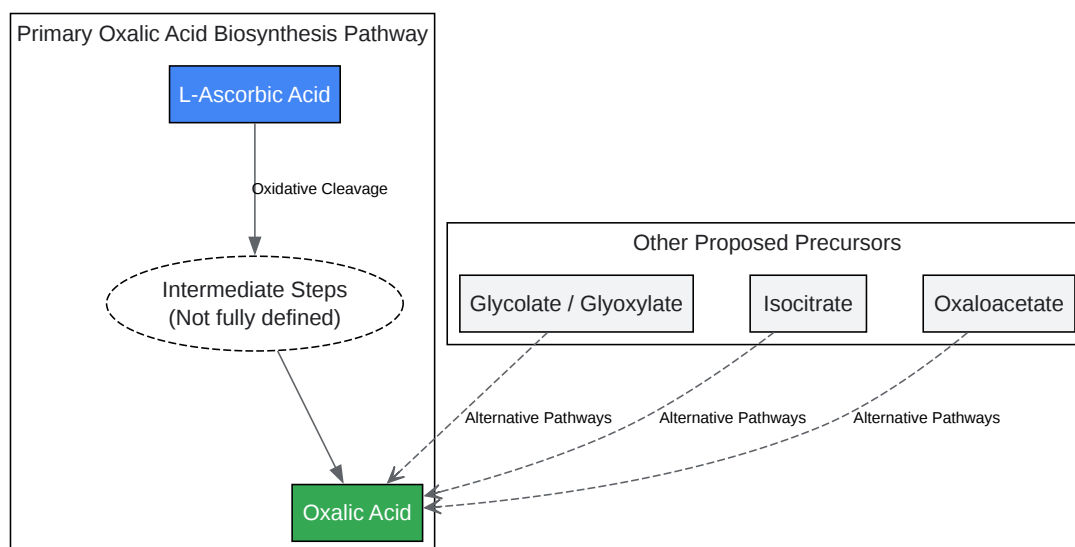 Primary Oxalic Acid Biosynthesis Pathway
L-Ascorbic Acid
Oxidative Cleavage
Intermediate Steps
(Not fully defined)
Other Proposed Precursors
Glycolate / Glyoxylate
Isocitrate
Oxaloacetate
Alternative Pathways
Alternative Pathways
Alternative Pathways
Oxalic Acid